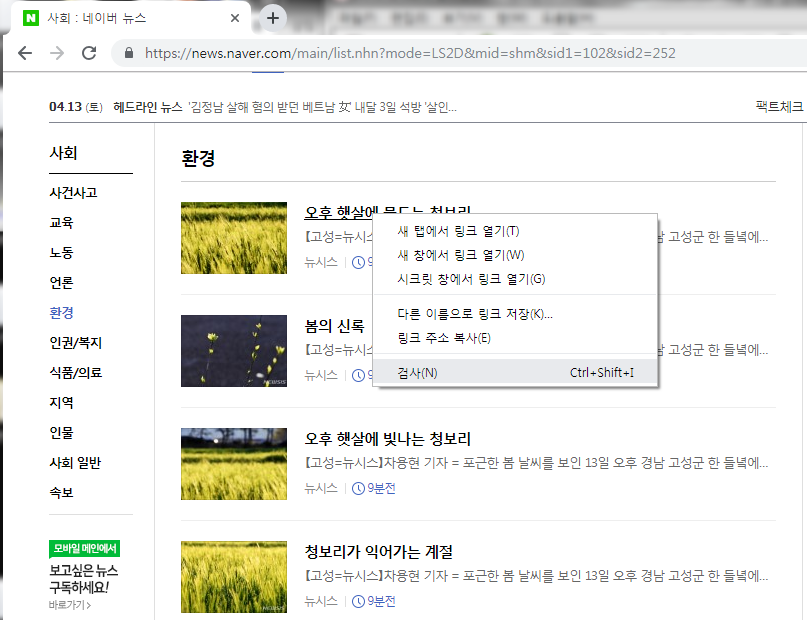 사회 : 네이버 뉴스
https://news.naver.com/main/list.nhn?mode=LS2D&mid=shm&sid1=102&sid2=252
04.13 (토) 헤드라인 뉴스 '김정남 살해 혐의 받던 베트남 女' 내달 3일 석방 '살인...
팩트체크
사회
사건사고
교육
노동
언론
환경
인권/복지
식품/의료
지역
인물
사회 일반
속보
모바일 메인에서
보고싶은 뉴스
구독하세요!
바로가기 >
환경
오후 햇살에 물드는 청보리
【고성=뉴시스 남 고성군 한 들녘에...
뉴시스
봄의 신록
【고성=뉴시스 남 고성군 한 들녘에...
뉴시스
NEWSIS
새 탭에서 링크 열기(T)
새 창에서 링크 열기(W)
시크릿 창에서 링크 열기(G)
다른 이름으로 링크 저장(K)...
링크 주소 복사(E)
검사(N) Ctrl+Shift+I
오후 햇살에 빛나는 청보리
【고성=뉴시스】차용현 기자 = 포근한 봄 날씨를 보인 13일 오후 경남 고성군 한 들녘에...
뉴시스 9분전
청보리가 익어가는 계절
【고성=뉴시스】차용현 기자 = 포근한 봄 날씨를 보인 13일 오후 경남 고성군 한 들녘에...
뉴시스 9분전
NEWSIS